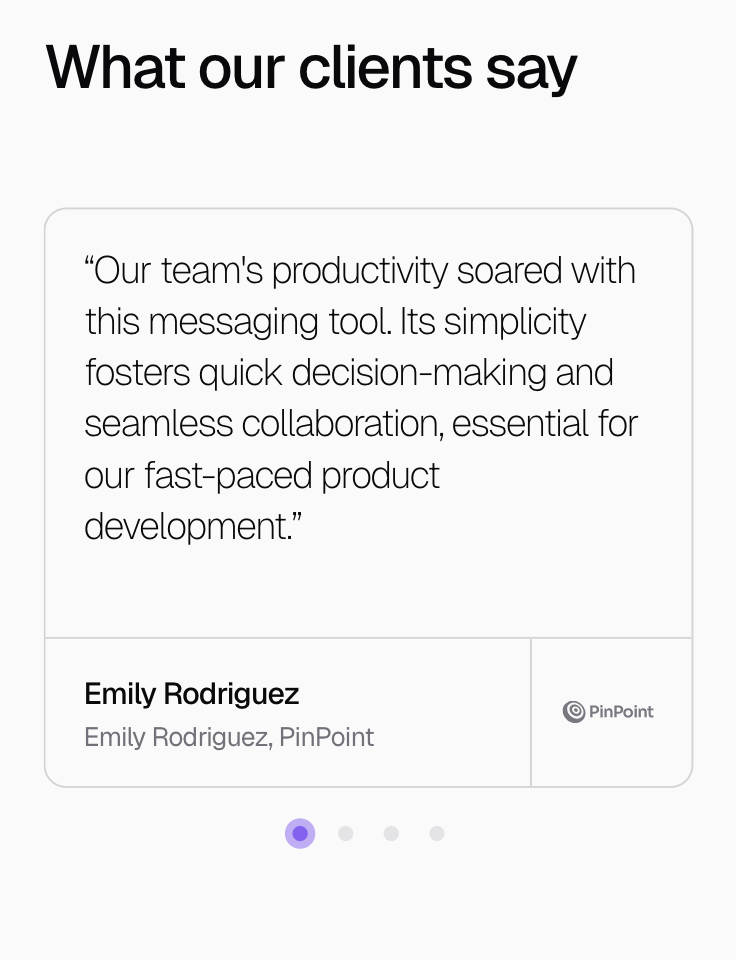 What our clients say
“Our team's productivity soared with
this messaging tool. Its simplicity
fosters quick decision-making and
seamless collaboration, essential for
our fast-paced product
development.”
Emily Rodriguez
Emily Rodriguez, PinPoint
PinPoint